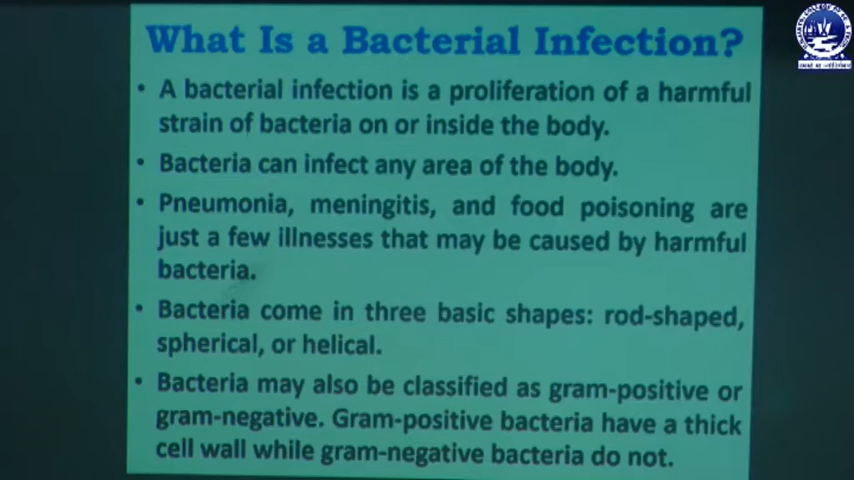 What Is a Bacterial Infection?
• A bacterial infection is a proliferation of a harmful
strain of bacteria on or inside the body.
• Bacteria can infect any area of the body.
• Pneumonia, meningitis, and food poisoning are
just a few illnesses that may be caused by harmful
bacteria.
• Bacteria come in three basic shapes: rod-shaped,
spherical, or helical.
• Bacteria may also be classified as gram-positive or
gram-negative. Gram-positive bacteria have a thick
cell wall while gram-negative bacteria do not.